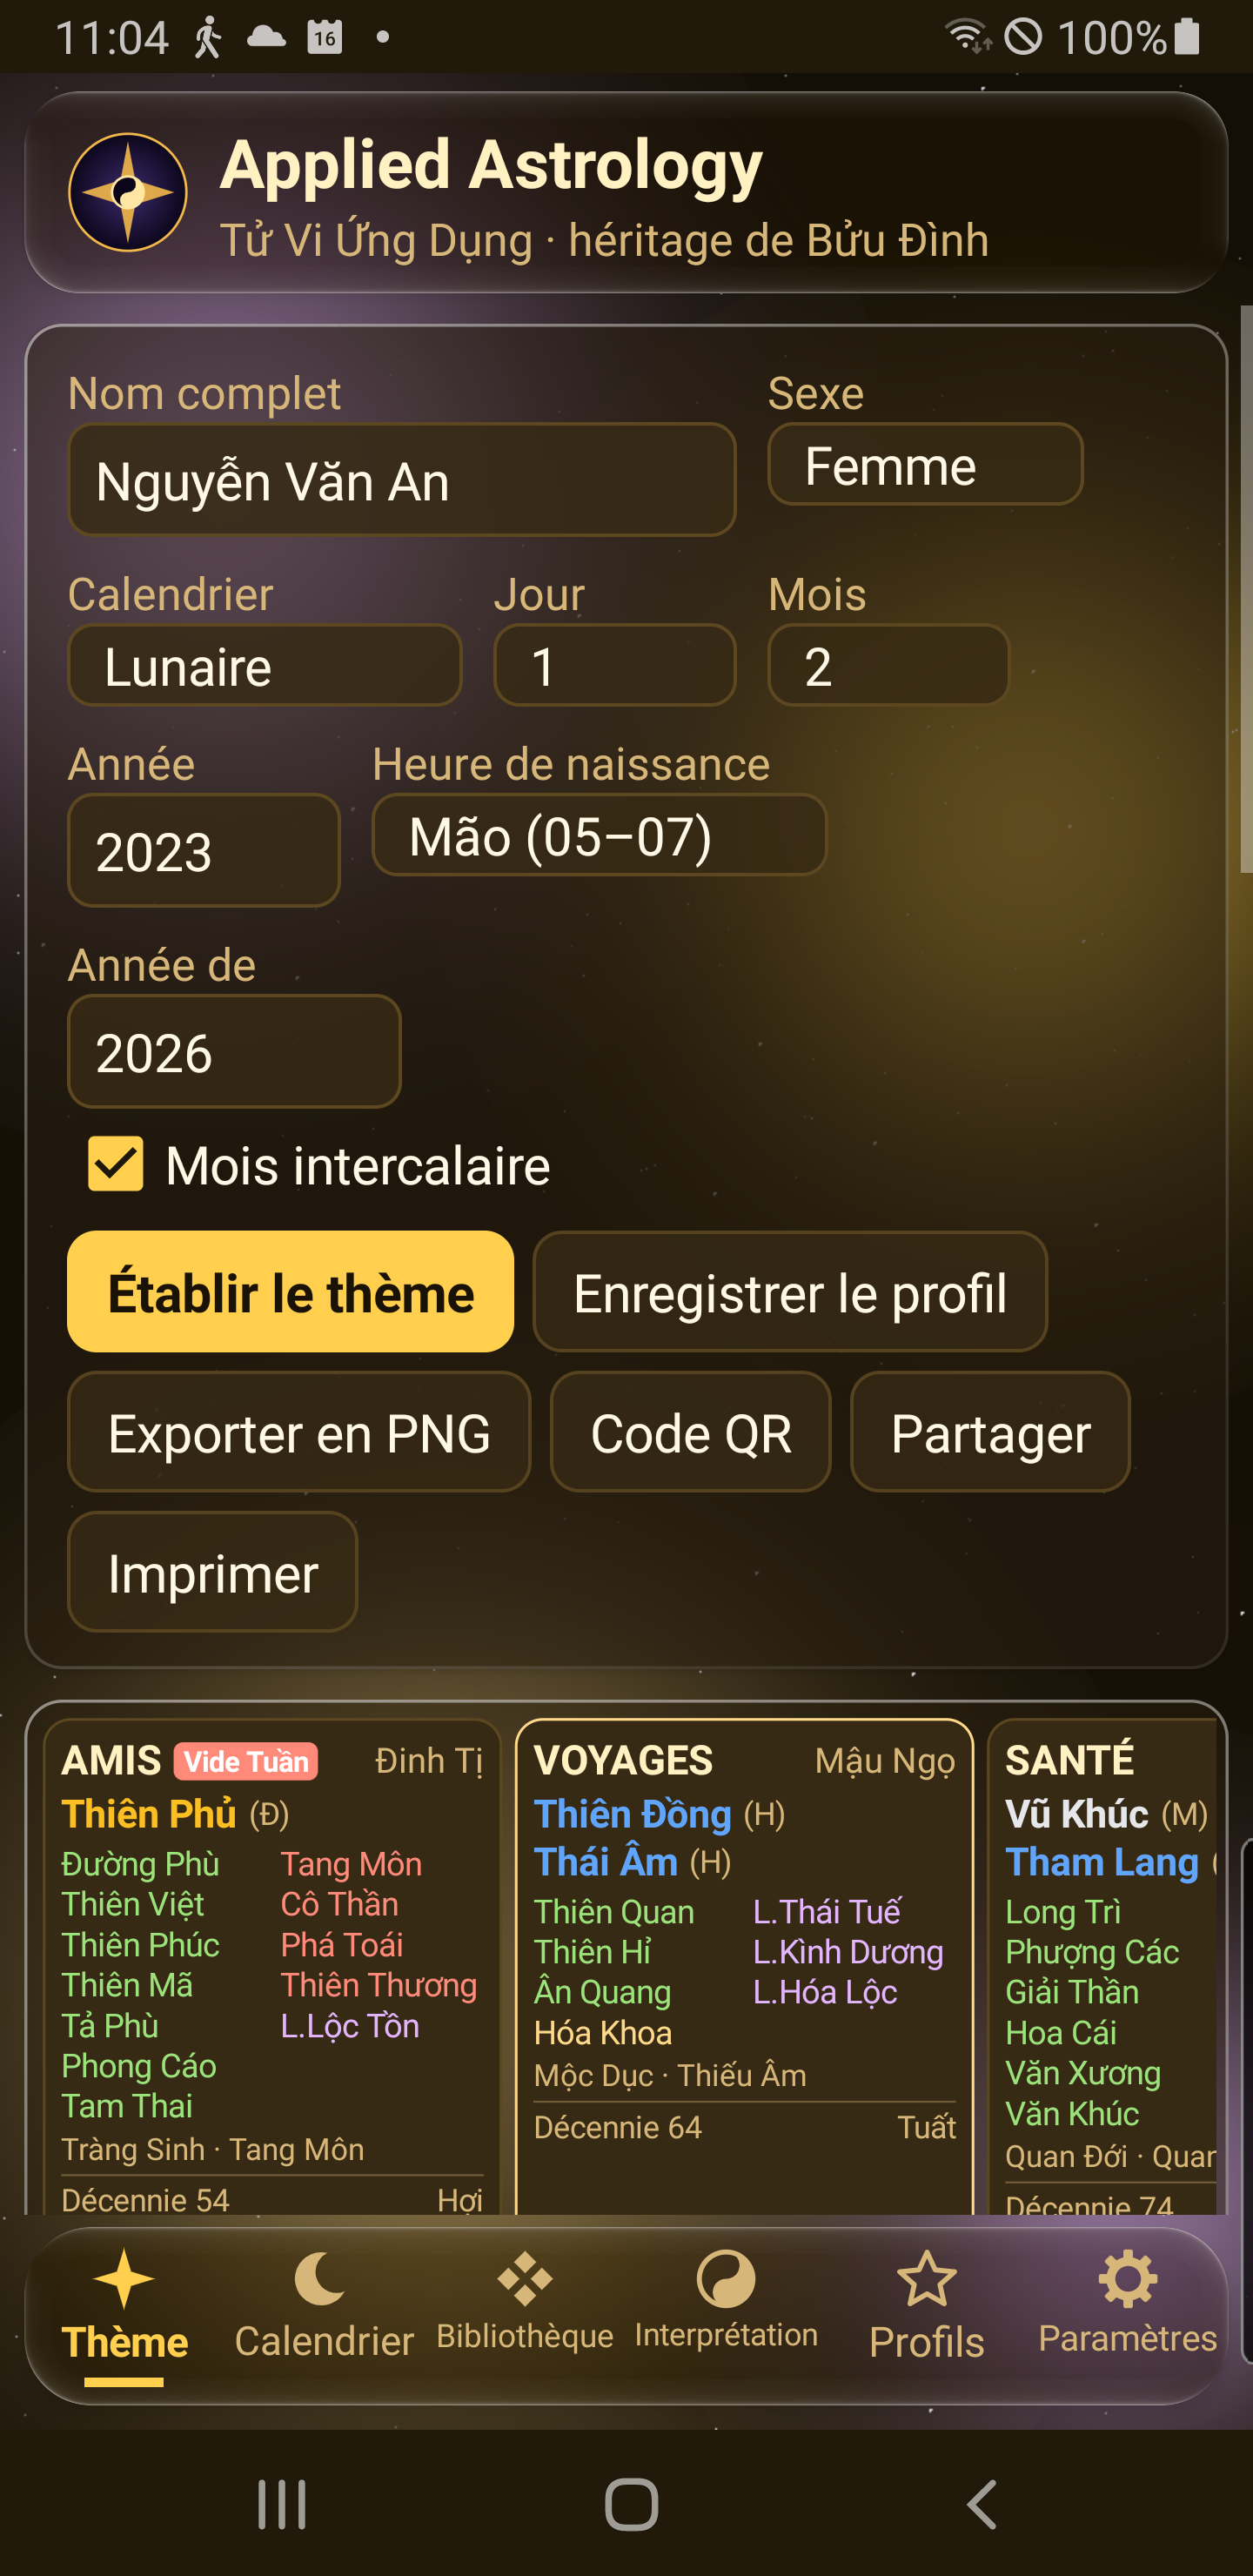 11:04
16
100%
Applied Astrology
Tử Vi Ứng Dụng · héritage de Bửu Đình
Nom complet
Sexe
Nguyễn Văn An
Femme
Calendrier
Jour
Mois
Lunaire
1
2
Année
Heure de naissance
2023
Mão (05–07)
Année de
2026
Mois intercalaire
Établir le thème
Enregistrer le profil
Exporter en PNG
Code QR
Partager
Imprimer
AMIS Vide Tuần Đinh Tị
Thiên Phủ (Đ)
Đường Phù
Thiên Việt
Thiên Phúc
Thiên Mã
Tả Phù
Phong Cáo
Tam Thai
Tang Môn
Cô Thần
Phá Toái
Thiên Thương
L.Lộc Tồn
Tràng Sinh · Tang Môn
Décennie 54 Hợi
VOYAGES Mậu Ngọ
Thiên Đồng (H)
Thái Âm (H)
Thiên Quan
Thiên Hỉ
Ân Quang
Hóa Khoa
L.Thái Tuế
L.Kình Dương
L.Hóa Lộc
Mộc Dục · Thiếu Âm
Décennie 64 Tuất
SANTÉ
Vũ Khúc (M)
Tham Lang
Long Trì
Phượng Các
Giải Thần
Hoa Cái
Văn Xương
Văn Khúc
Quan Đới · Quan
Décennie 74
Thème
Calendrier
Bibliothèque
Interprétation
Profils
Paramètres